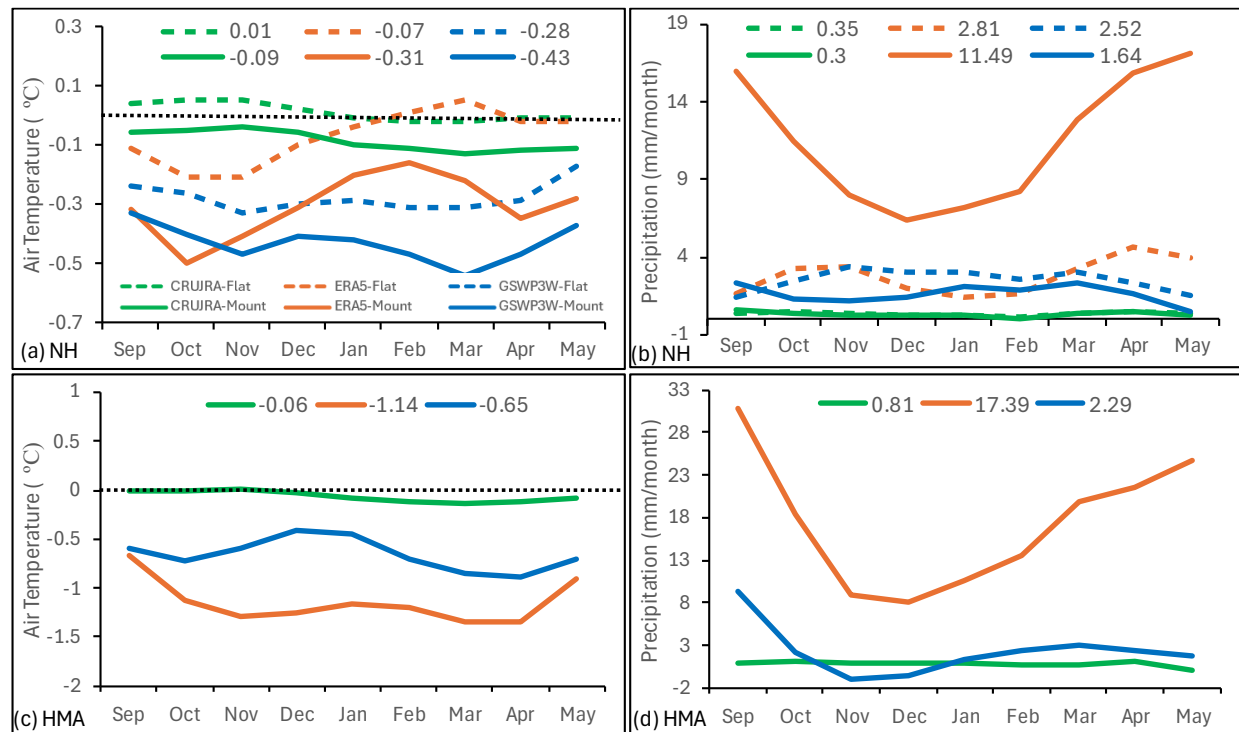 0.3
0.1
-0.1
-0.3
-0.5
-0.7
Air Temperature ( °C)
0.01 -0.07 -0.28
-0.09 -0.31 -0.43
CRUJRA-Flat ERA5-Flat GSWP3W-Flat
CRUJRA-Mount ERA5-Mount GSWP3W-Mount
(a) NH
Sep Oct Nov Dec Jan Feb Mar Apr May
19
14
9
4
-1
Precipitation (mm/month)
0.35 2.81 2.52
0.3 11.49 1.64
(b) NH
Sep Oct Nov Dec Jan Feb Mar Apr May
1
0.5
0
-0.5
-1
-1.5
-2
Air Temperature ( °C)
-0.06 -1.14 -0.65
(c) HMA
Sep Oct Nov Dec Jan Feb Mar Apr May
33
28
23
18
13
8
3
-2
Precipitation (mm/month)
0.81 17.39 2.29
(d) HMA
Sep Oct Nov Dec Jan Feb Mar Apr May